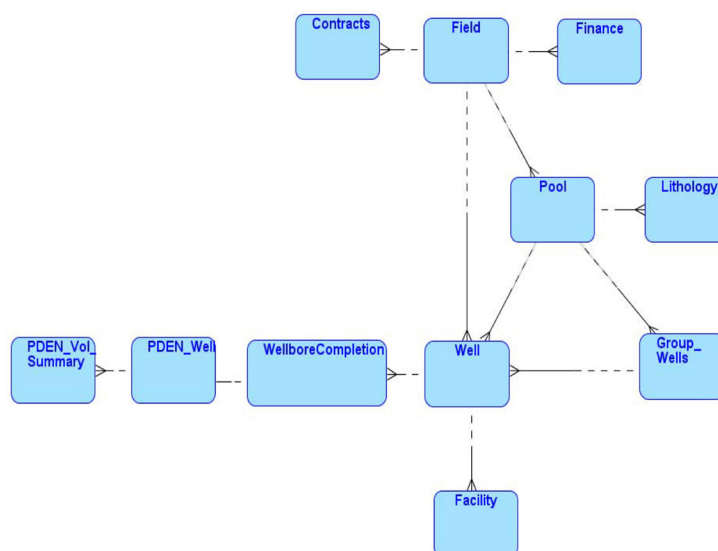 Contracts
Field
Finance
Pool
Lithology
PDEN_Vol_
Summary
PDEN_Well
WellboreCompletion
Well
Group_
Wells
Facility